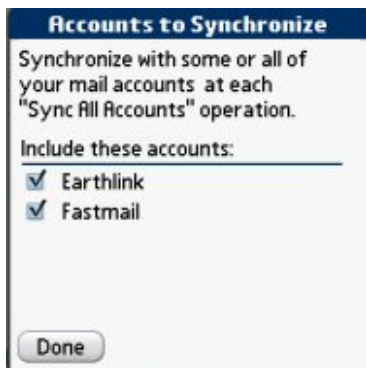 Accounts to Synchronize
Synchronize with some or all of
your mail accounts at each
"Sync All Accounts" operation.
Include these accounts:
Earthlink
Fastmail
Done